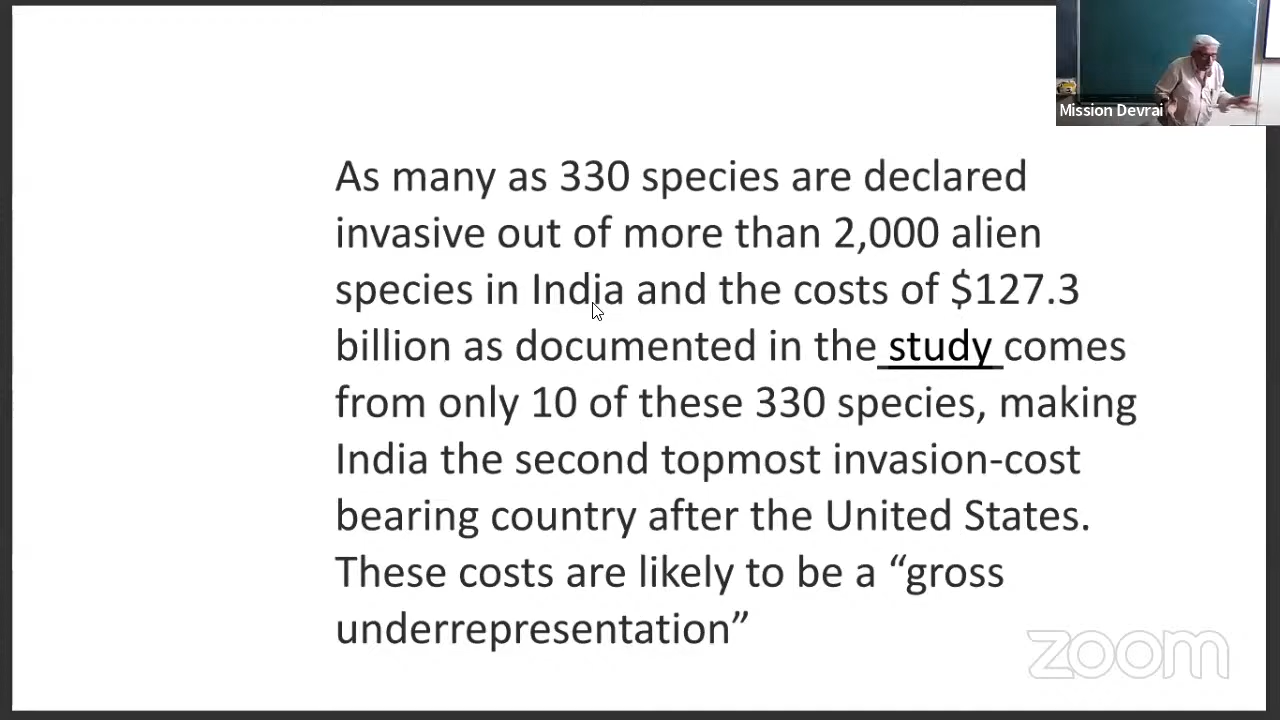 Mission Devrai
As many as 330 species are declared
invasive out of more than 2,000 alien
species in India and the costs of $127.3
billion as documented in the study comes
from only 10 of these 330 species, making
India the second topmost invasion-cost
bearing country after the United States.
These costs are likely to be a “gross
underrepresentation”
zoom